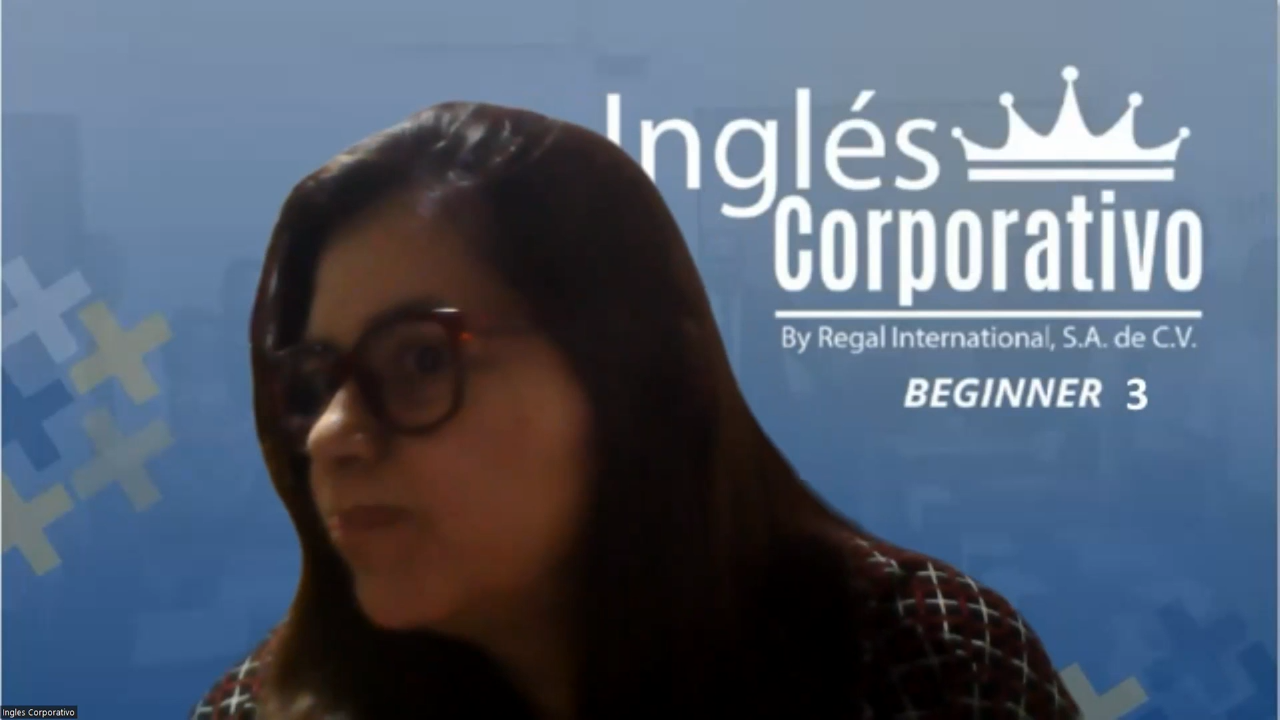 Inglés
Corporativo
By Regal International, S.A. de C.V.
BEGINNER 3
Ingles Corporativo